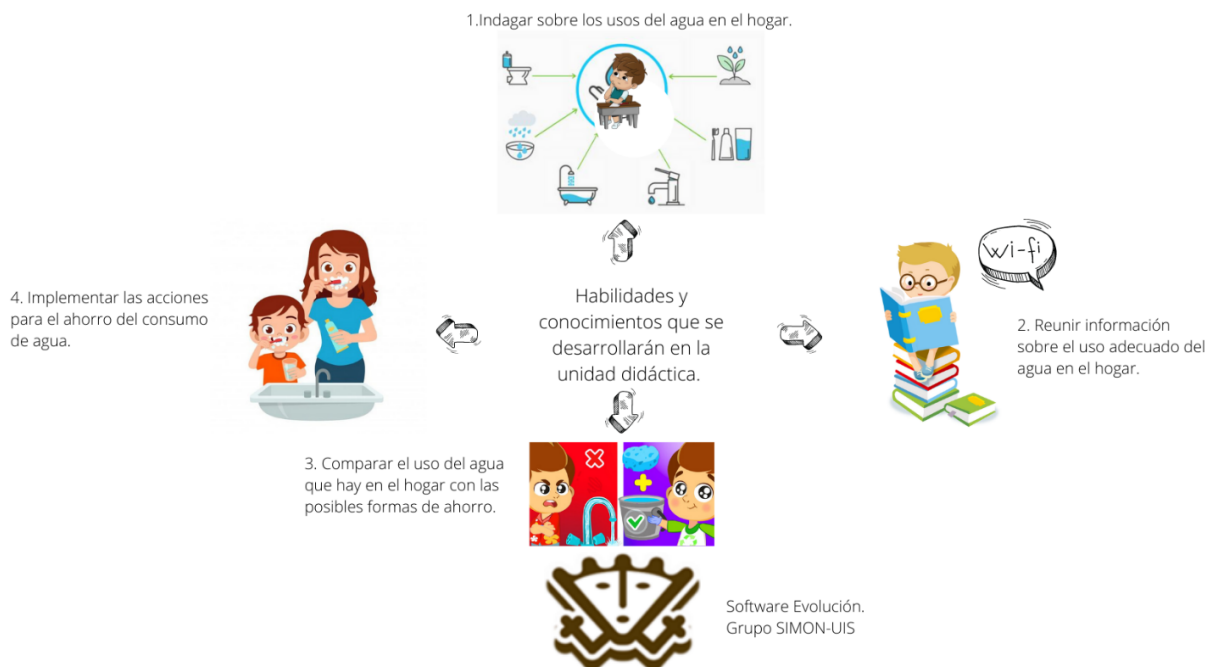 1.Indagar sobre los usos del agua en el hogar.
wi-fi
4. Implementar las acciones
para el ahorro del consumo
de agua.
Habilidades y
conocimientos que se
desarrollarán en la
unidad didáctica.
2. Reunir información
sobre el uso adecuado del
agua en el hogar.
3. Comparar el uso del agua
que hay en el hogar con las
posibles formas de ahorro.
Software Evolución.
Grupo SIMON-UIS